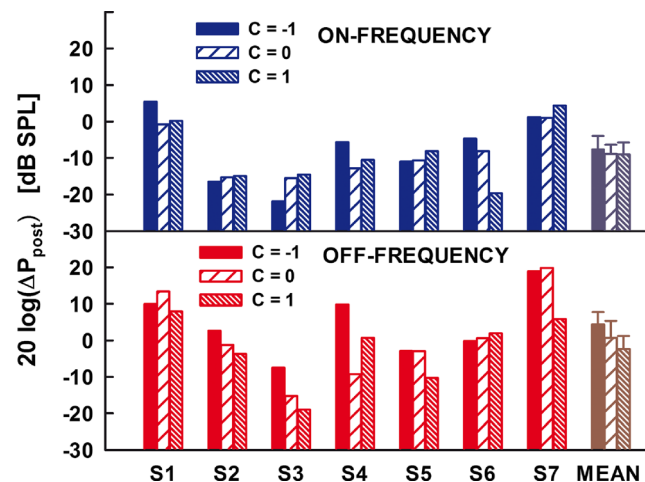 20 log(ΔPpost) [dB SPL]
20
10
0
-10
-20
-30
C = -1
C = 0
C = 1
ON-FREQUENCY
20
10
0
-10
-20
-30
C = -1
C = 0
C = 1
OFF-FREQUENCY
S1 S2 S3 S4 S5 S6 S7 MEAN